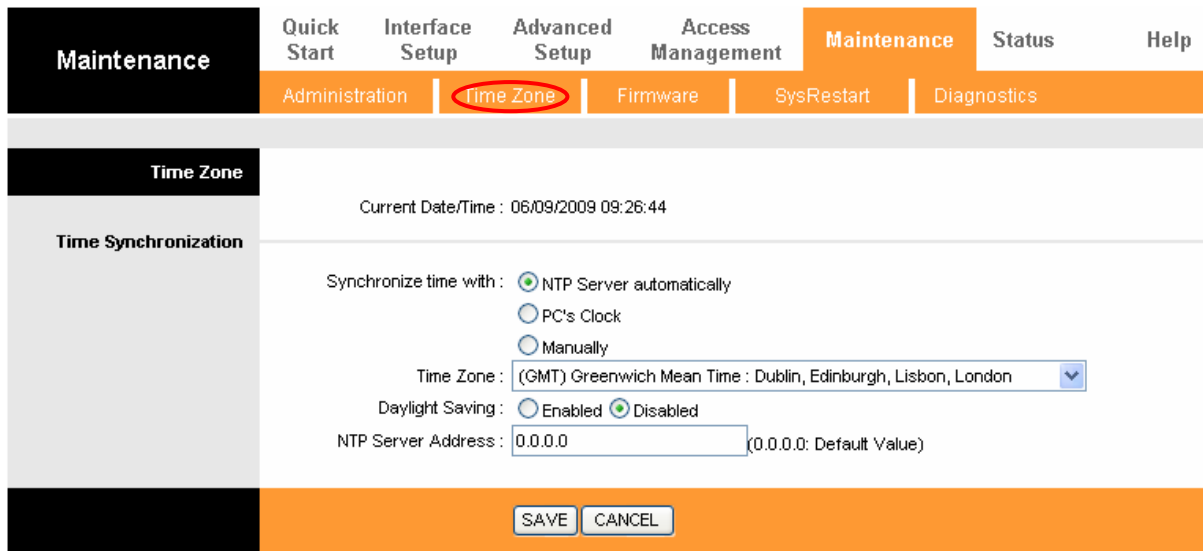 Maintenance
Quick Start
Interface Setup
Advanced Setup
Access Management
Maintenance
Status
Help
Administration
Time Zone
Firmware
SysRestart
Diagnostics
Time Zone
Current Date/Time : 06/09/2009 09:26:44
Time Synchronization
Synchronize time with : NTP Server automatically
PC's Clock
Manually
Time Zone : (GMT) Greenwich Mean Time : Dublin, Edinburgh, Lisbon, London
Daylight Saving : Enabled Disabled
NTP Server Address : 0.0.0.0 (0.0.0.0: Default Value)
SAVE CANCEL